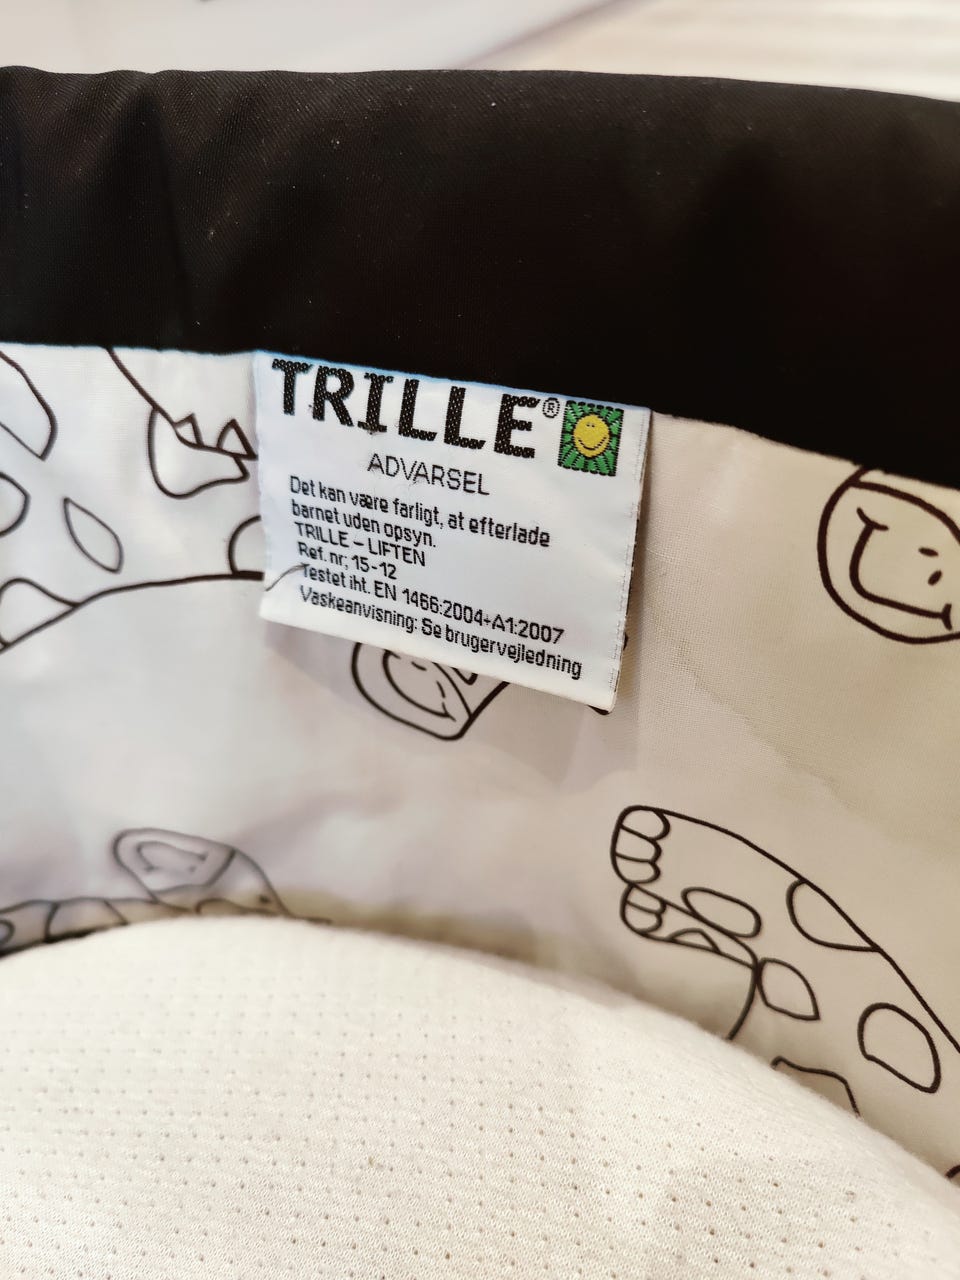 TRILLE®
ADVARSEL
Det kan være farligt, at efterlade
barnet uden opsyn.
TRILLE – LIFTEN
Ref. nr; 15-12
Testet iht. EN 1466:2004+A1:2007
Vaskeanvisning: Se brugervejledning